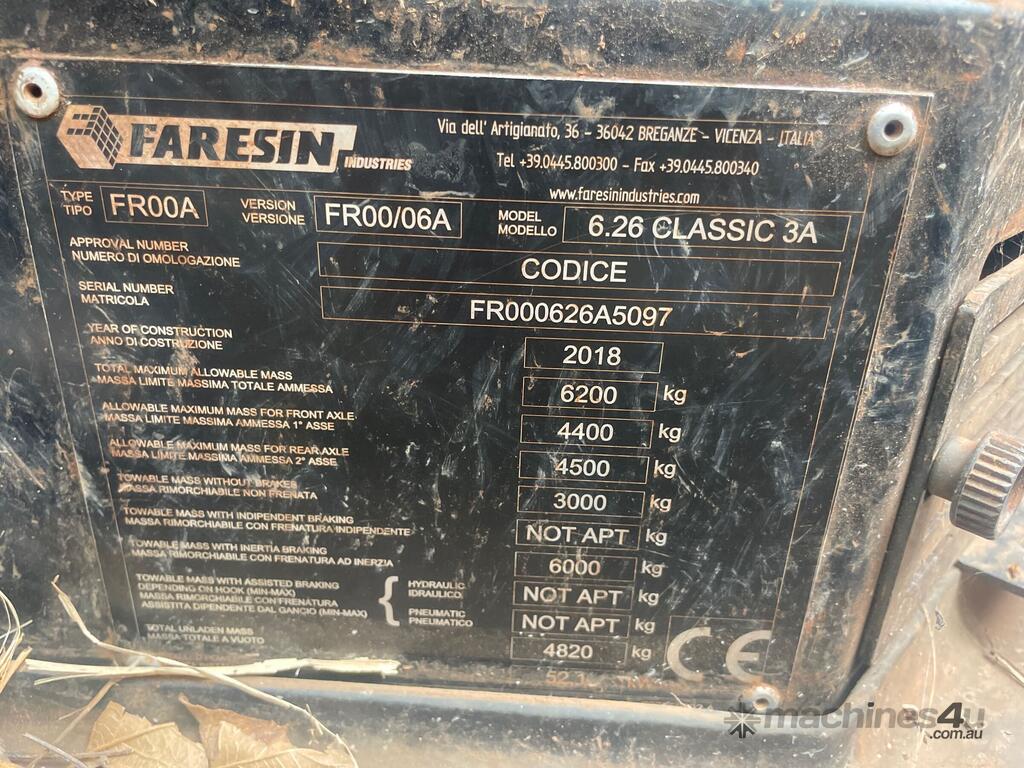 FARESIN INDUSTRIES
Via dell' Artigianato, 36 - 36042 BREGANZE - VICENZA - ITALIA
Tel +39.0445.800300 - Fax +39.0445.800340
www.faresinindustries.com
TYPE
TIPO
FR00A
VERSION
VERSIONE
FR00/06A
MODEL
MODELLO
6.26 CLASSIC 3A
APPROVAL NUMBER
NUMERO DI OMOLOGAZIONE
CODICE
SERIAL NUMBER
MATRICOLA
FR000626A5097
YEAR OF CONSTRUCTION
ANNO DI COSTRUZIONE
2018
TOTAL MAXIMUM ALLOWABLE MASS
MASSA LIMITE MASSIMA TOTALE AMMESSA
6200 kg
ALLOWABLE MAXIMUM MASS FOR FRONT AXLE
MASSA LIMITE MASSIMA AMMESSA 1° ASSE
4400 kg
ALLOWABLE MAXIMUM MASS FOR REAR AXLE
MASSA LIMITE MASSIMA AMMESSA 2° ASSE
4500 kg
TOWABLE MASS WITHOUT BRAKES
MASSA RIMORCHIABILE NON FRENATA
3000 kg
TOWABLE MASS WITH INDIPENDENT BRAKING
MASSA RIMORCHIABILE CON FRENATURA INDIPENDENTE
NOT APT kg
TOWABLE MASS WITH INERTIA BRAKING
MASSA RIMORCHIABILE CON FRENATURA AD INERZIA
6000 kg
TOWABLE MASS WITH ASSISTED BRAKING
DEPENDING ON HOOK (MIN-MAX)
MASSA RIMORCHIABILE CON FRENATURA
ASSISTITA DIPENDENTE DAL GANCIO (MIN-MAX)
HYDRAULIC
IDRAULICO
NOT APT kg
PNEUMATIC
PNEUMATICO
NOT APT kg
TOTAL UNLADEN MASS
MASSA TOTALE A VUOTO
4820 kg
CE
machines4u
.com.au